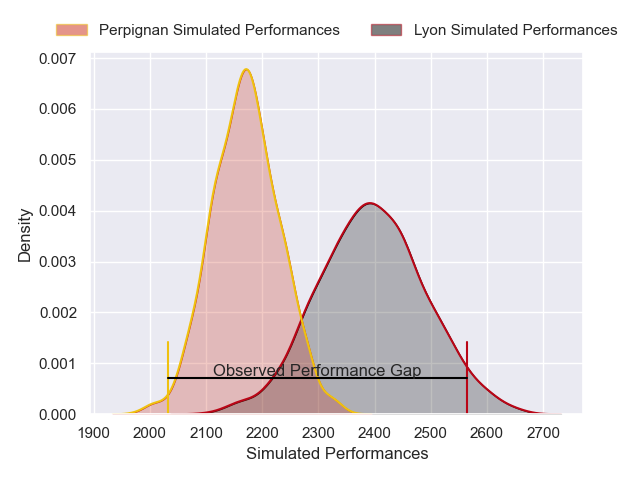 Perpignan Simulated Performances
Lyon Simulated Performances
0.007
0.006
0.005
0.004
0.003
0.002
0.001
0.000
Density
Observed Performance Gap
1900 2000 2100 2200 2300 2400 2500 2600 2700
Simulated Performances